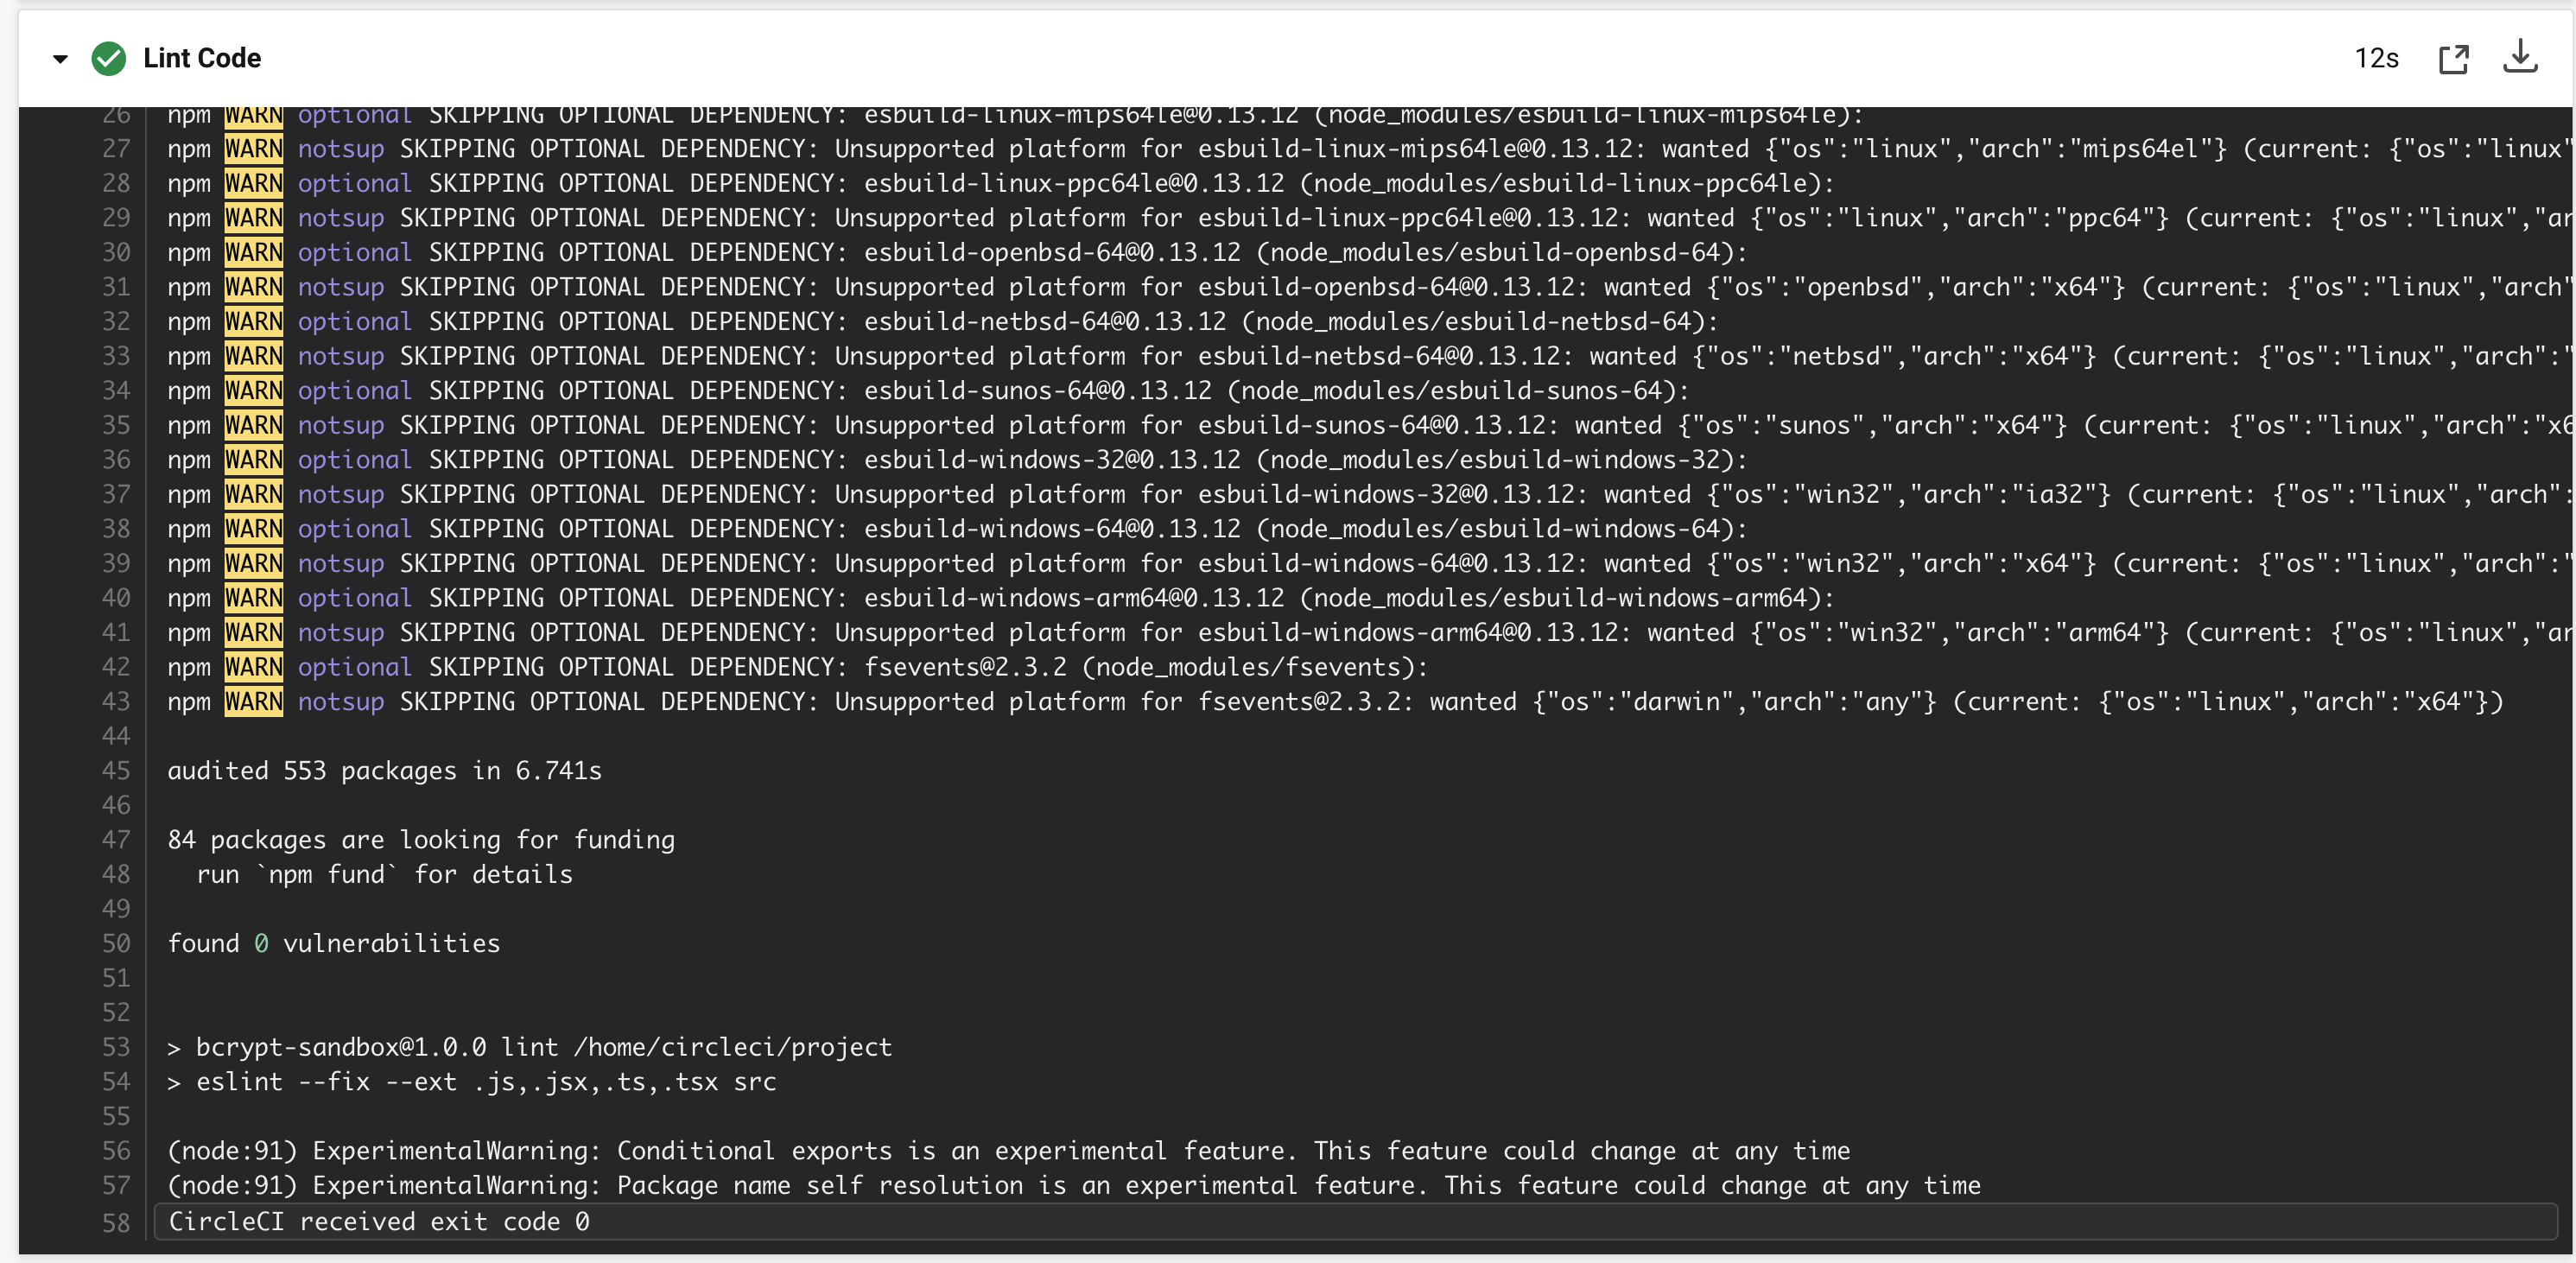 Lint Code 12s
26 npm WARN optional SKIPPING OPTIONAL DEPENDENCY: esbuild-linux-mips64le@0.13.12 (node_modules/esbuild-linux-mips64le):
27 npm WARN notsup SKIPPING OPTIONAL DEPENDENCY: Unsupported platform for esbuild-linux-mips64le@0.13.12: wanted {"os":"linux","arch":"mips64el"} (current: {"os":"linux"
28 npm WARN optional SKIPPING OPTIONAL DEPENDENCY: esbuild-linux-ppc64le@0.13.12 (node_modules/esbuild-linux-ppc64le):
29 npm WARN notsup SKIPPING OPTIONAL DEPENDENCY: Unsupported platform for esbuild-linux-ppc64le@0.13.12: wanted {"os":"linux","arch":"ppc64"} (current: {"os":"linux","ar
30 npm WARN optional SKIPPING OPTIONAL DEPENDENCY: esbuild-openbsd-64@0.13.12 (node_modules/esbuild-openbsd-64):
31 npm WARN notsup SKIPPING OPTIONAL DEPENDENCY: Unsupported platform for esbuild-openbsd-64@0.13.12: wanted {"os":"openbsd","arch":"x64"} (current: {"os":"linux","arch"
32 npm WARN optional SKIPPING OPTIONAL DEPENDENCY: esbuild-netbsd-64@0.13.12 (node_modules/esbuild-netbsd-64):
33 npm WARN notsup SKIPPING OPTIONAL DEPENDENCY: Unsupported platform for esbuild-netbsd-64@0.13.12: wanted {"os":"netbsd","arch":"x64"} (current: {"os":"linux","arch":"
34 npm WARN optional SKIPPING OPTIONAL DEPENDENCY: esbuild-sunos-64@0.13.12 (node_modules/esbuild-sunos-64):
35 npm WARN notsup SKIPPING OPTIONAL DEPENDENCY: Unsupported platform for esbuild-sunos-64@0.13.12: wanted {"os":"sunos","arch":"x64"} (current: {"os":"linux","arch":"x6
36 npm WARN optional SKIPPING OPTIONAL DEPENDENCY: esbuild-windows-32@0.13.12 (node_modules/esbuild-windows-32):
37 npm WARN notsup SKIPPING OPTIONAL DEPENDENCY: Unsupported platform for esbuild-windows-32@0.13.12: wanted {"os":"win32","arch":"ia32"} (current: {"os":"linux","arch":
38 npm WARN optional SKIPPING OPTIONAL DEPENDENCY: esbuild-windows-64@0.13.12 (node_modules/esbuild-windows-64):
39 npm WARN notsup SKIPPING OPTIONAL DEPENDENCY: Unsupported platform for esbuild-windows-64@0.13.12: wanted {"os":"win32","arch":"x64"} (current: {"os":"linux","arch":"
40 npm WARN optional SKIPPING OPTIONAL DEPENDENCY: esbuild-windows-arm64@0.13.12 (node_modules/esbuild-windows-arm64):
41 npm WARN notsup SKIPPING OPTIONAL DEPENDENCY: Unsupported platform for esbuild-windows-arm64@0.13.12: wanted {"os":"win32","arch":"arm64"} (current: {"os":"linux","ar
42 npm WARN optional SKIPPING OPTIONAL DEPENDENCY: fsevents@2.3.2 (node_modules/fsevents):
43 npm WARN notsup SKIPPING OPTIONAL DEPENDENCY: Unsupported platform for fsevents@2.3.2: wanted {"os":"darwin","arch":"any"} (current: {"os":"linux","arch":"x64"})
44
45 audited 553 packages in 6.741s
46
47 84 packages are looking for funding
48 run `npm fund` for details
49
50 found 0 vulnerabilities
51
52
53 > bcrypt-sandbox@1.0.0 lint /home/circleci/project
54 > eslint --fix --ext .js,.jsx,.ts,.tsx src
55
56 (node:91) ExperimentalWarning: Conditional exports is an experimental feature. This feature could change at any time
57 (node:91) ExperimentalWarning: Package name self resolution is an experimental feature. This feature could change at any time
58 CircleCI received exit code 0